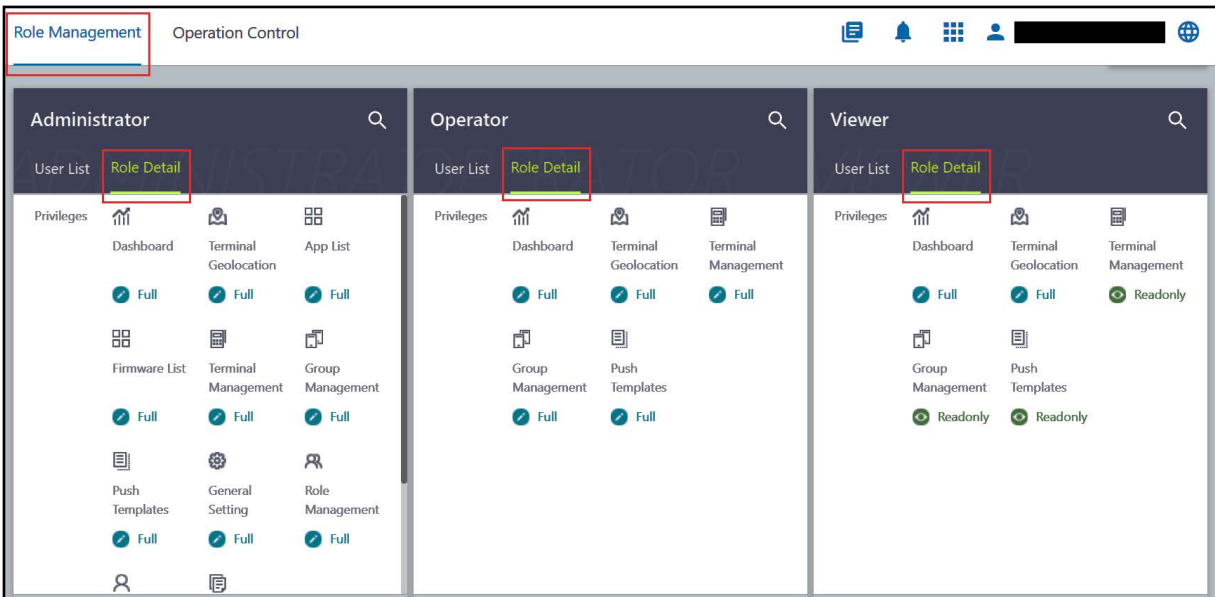 Role Management Operation Control
Administrator
User List Role Detail
Privileges
Dashboard
Terminal Geolocation
App List
Full Full Full
Firmware List
Terminal Management
Group Management
Full Full Full
Push Templates
General Setting
Role Management
Full Full Full
Operator
User List Role Detail
Privileges
Dashboard
Terminal Geolocation
Terminal Management
Full Full Full
Group Management
Push Templates
Full Full
Viewer
User List Role Detail
Privileges
Dashboard
Terminal Geolocation
Terminal Management
Full Full Readonly
Group Management
Push Templates
Readonly Readonly